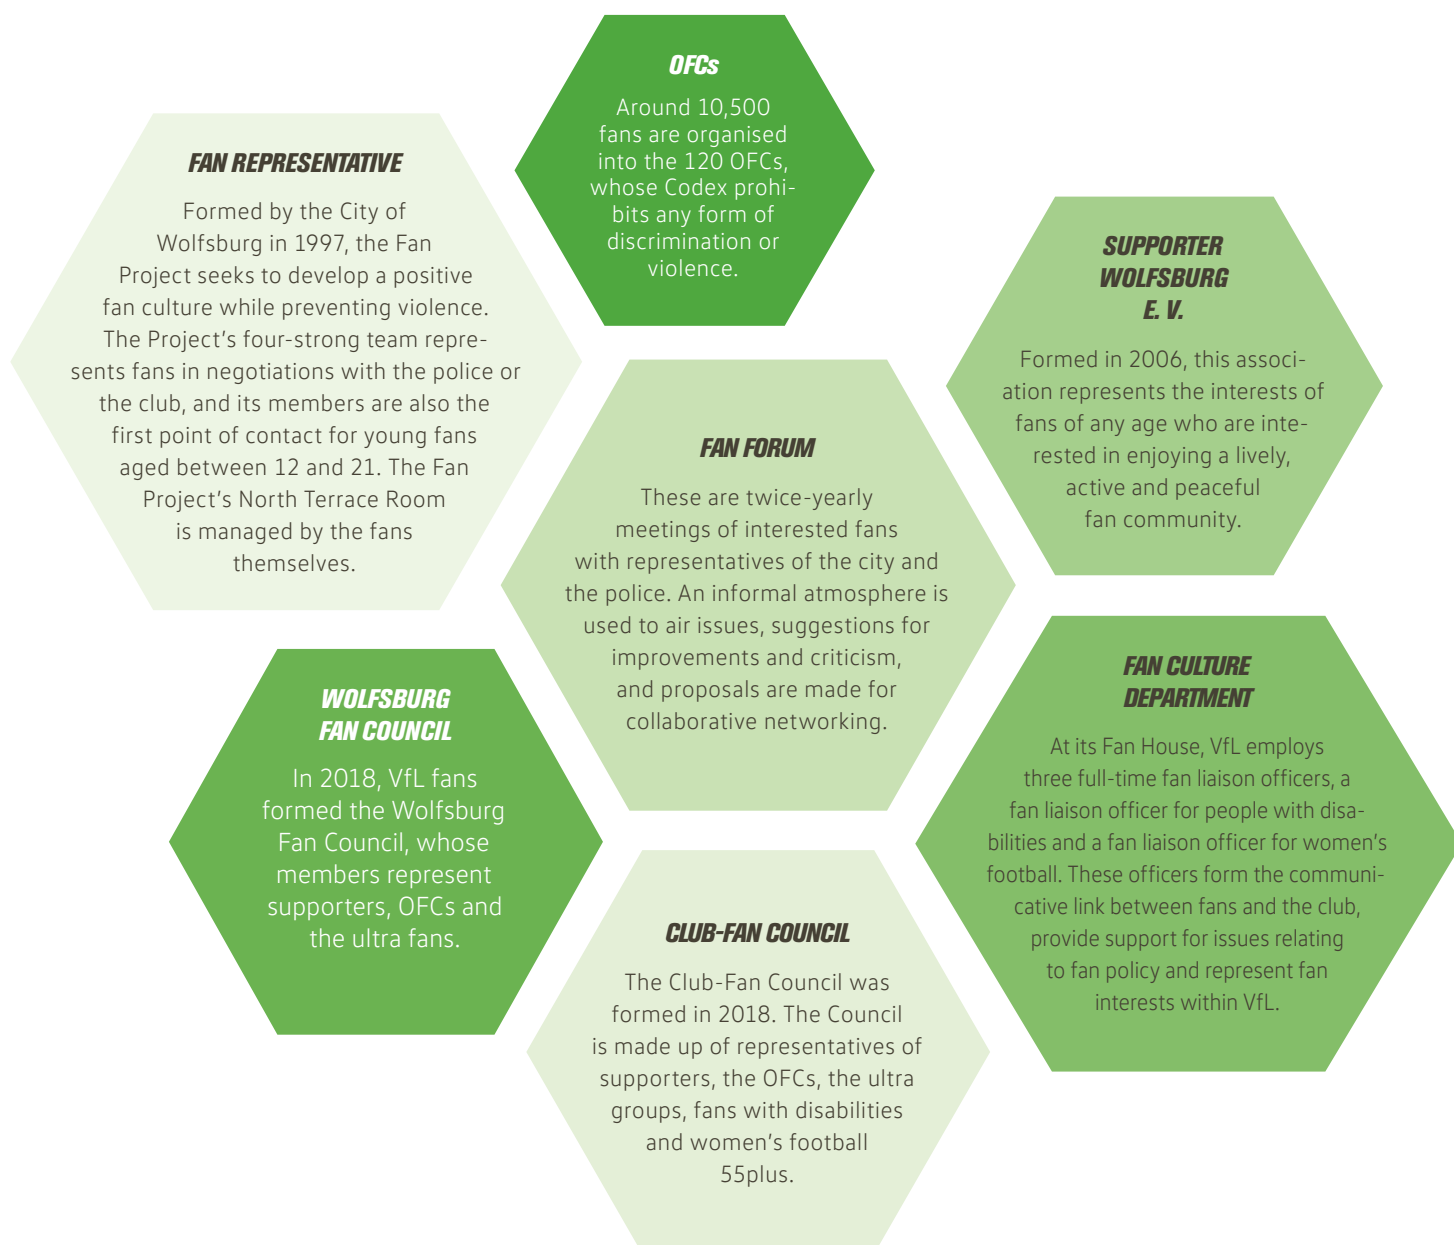 OFCs
Around 10,500
fans are organised
into the 120 OFCs,
whose Codex prohi-
bits any form of
discrimination or
violence.
FAN REPRESENTATIVE
Formed by the City of
Wolfsburg in 1997, the Fan
Project seeks to develop a positive
fan culture while preventing violence.
The Project's four-strong team repre-
sents fans in negotiations with the police or
the club, and its members are also the
first point of contact for young fans
aged between 12 and 21. The Fan
Project's North Terrace Room
is managed by the fans
themselves.
SUPPORTER
WOLFSBURG
E. V.
Formed in 2006, this associ-
ation represents the interests of
fans of any age who are inte-
rested in enjoying a lively,
active and peaceful
fan community.
FAN FORUM
These are twice-yearly
meetings of interested fans
with representatives of the city and
the police. An informal atmosphere is
used to air issues, suggestions for
improvements and criticism,
and proposals are made for
collaborative networking.
WOLFSBURG
FAN COUNCIL
In 2018, VfL fans
formed the Wolfsburg
Fan Council, whose
members represent
supporters, OFCs and
the ultra fans.
FAN CULTURE
DEPARTMENT
At its Fan House, VfL employs
three full-time fan liaison officers, a
fan liaison officer for people with disa-
bilities and a fan liaison officer for women's
football. These officers form the communi-
cative link between fans and the club,
provide support for issues relating
to fan policy and represent fan
interests within VfL.
CLUB-FAN COUNCIL
The Club-Fan Council was
formed in 2018. The Council
is made up of representatives of
supporters, the OFCs, the ultra
groups, fans with disabilities
and women's football
55plus.